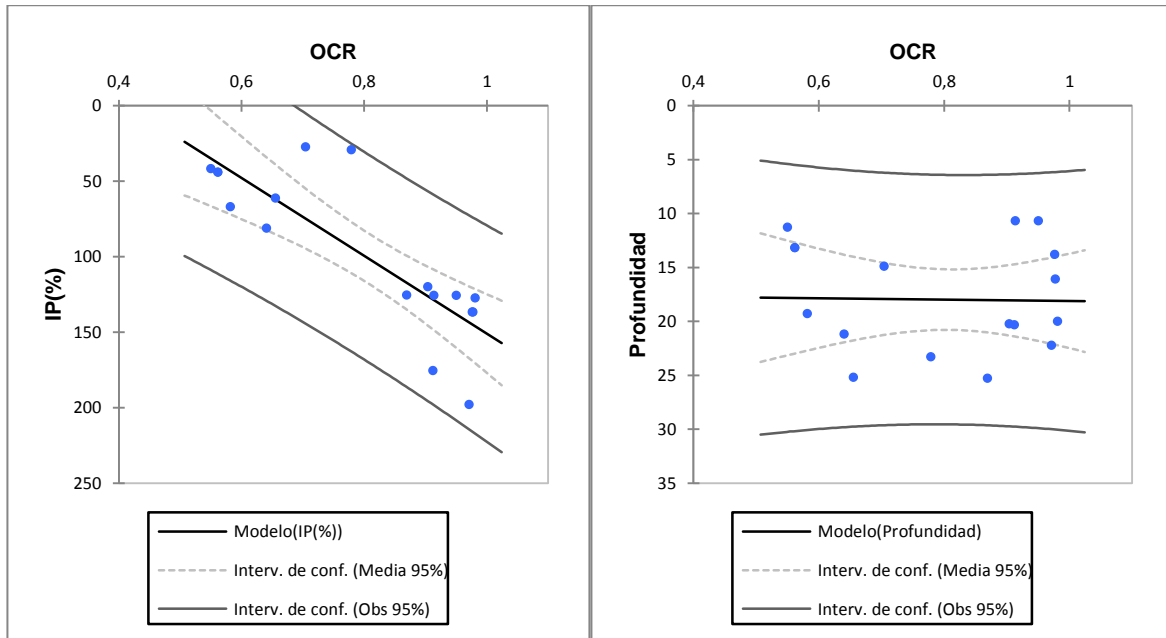 OCR
0,4 0,6 0,8 1
0
50
100
150
200
250
IP(%)
Modelo(IP(%))
Interv. de conf. (Media 95%)
Interv. de conf. (Obs 95%)
OCR
0,4 0,6 0,8 1
0
5
10
15
20
25
30
35
Profundidad
Modelo(Profundidad)
Interv. de conf. (Media 95%)
Interv. de conf. (Obs 95%)